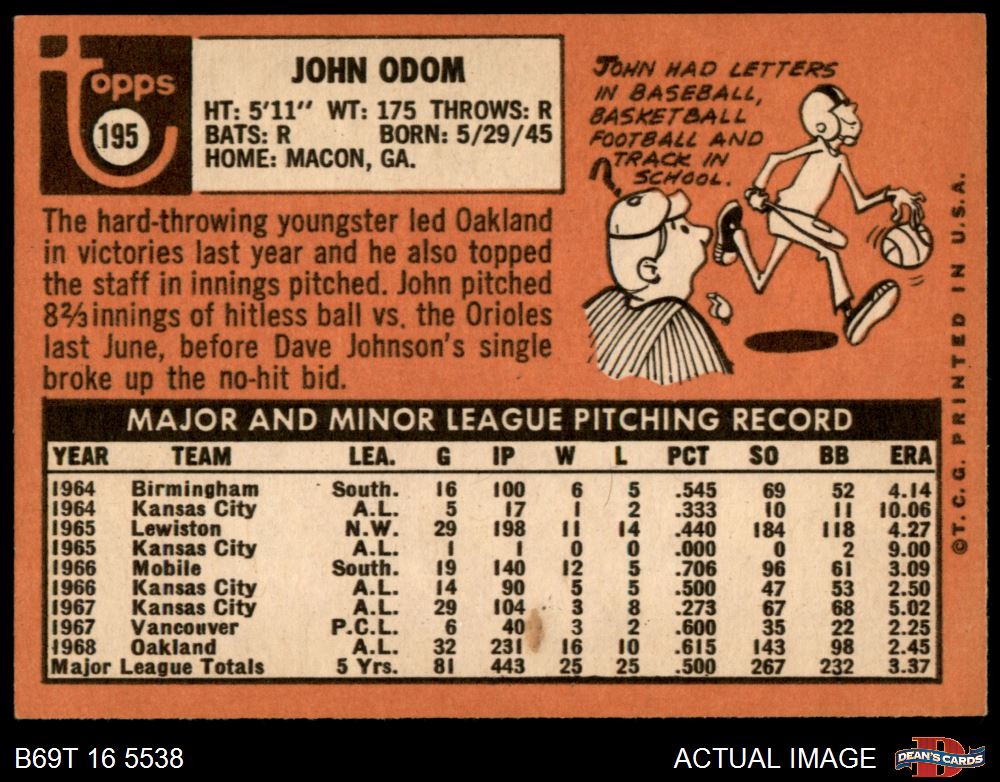 Topps
195
JOHN ODOM
HT: 5'11" WT: 175 THROWS: R
BATS: R BORN: 5/29/45
HOME: MACON, GA.
JOHN HAD LETTERS
IN BASEBALL,
BASKETBALL
FOOTBALL AND
TRACK IN
SCHOOL.
The hard-throwing youngster led Oakland
in victories last year and he also topped
the staff in innings pitched. John pitched
8⅔ innings of hitless ball vs. the Orioles
last June, before Dave Johnson's single
broke up the no-hit bid.
MAJOR AND MINOR LEAGUE PITCHING RECORD
YEAR TEAM LEA. G IP W L PCT SO BB ERA
1964 Birmingham South. 16 100 6 5 .545 69 52 4.14
1964 Kansas City A.L. 5 17 1 2 .333 10 11 10.06
1965 Lewiston N.W. 29 198 11 14 .440 184 118 4.27
1965 Kansas City A.L. 1 1 0 0 .000 0 2 9.00
1966 Mobile South. 19 140 12 5 .706 96 61 3.09
1966 Kansas City A.L. 14 90 5 5 .500 47 53 2.50
1967 Kansas City A.L. 29 104 3 8 .273 67 68 5.02
1967 Vancouver P.C.L. 6 40 3 2 .600 35 22 2.25
1968 Oakland A.L. 32 231 16 10 .615 143 98 2.45
Major League Totals 5 Yrs. 81 443 25 25 .500 267 232 3.37
©T.C.G. PRINTED IN U.S.A.
B69T 16 5538
ACTUAL IMAGE
D
DEAN'S CARDS